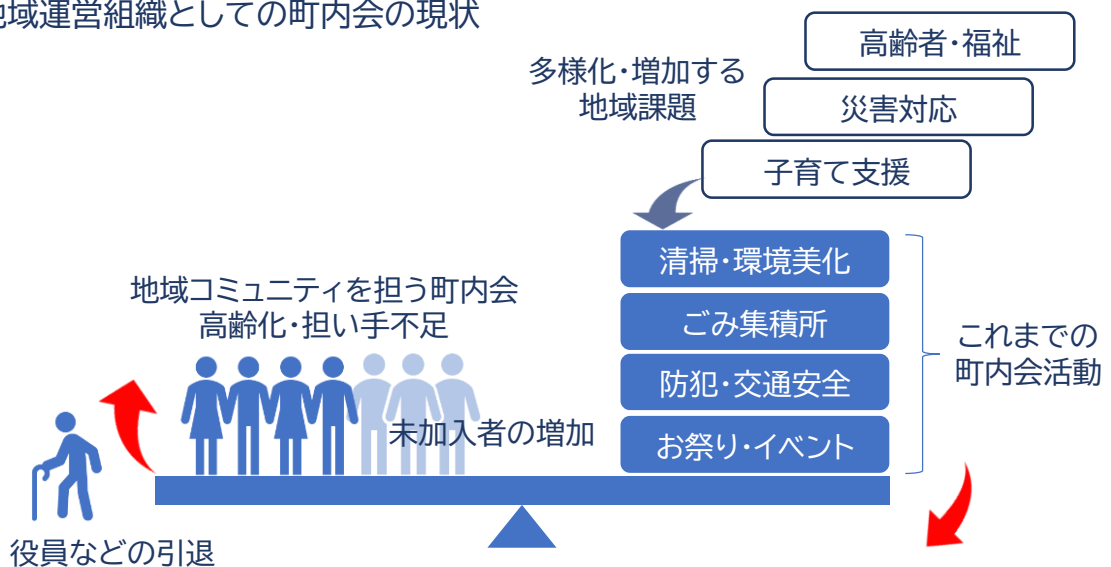 地域運営組織としての町内会の現状
多様化・増加する
地域課題
高齢者・福祉
災害対応
子育て支援
清掃・環境美化
ごみ集積所
防犯・交通安全
お祭り・イベント
これまでの
町内会活動
地域コミュニティを担う町内会
高齢化・担い手不足
未加入者の増加
役員などの引退